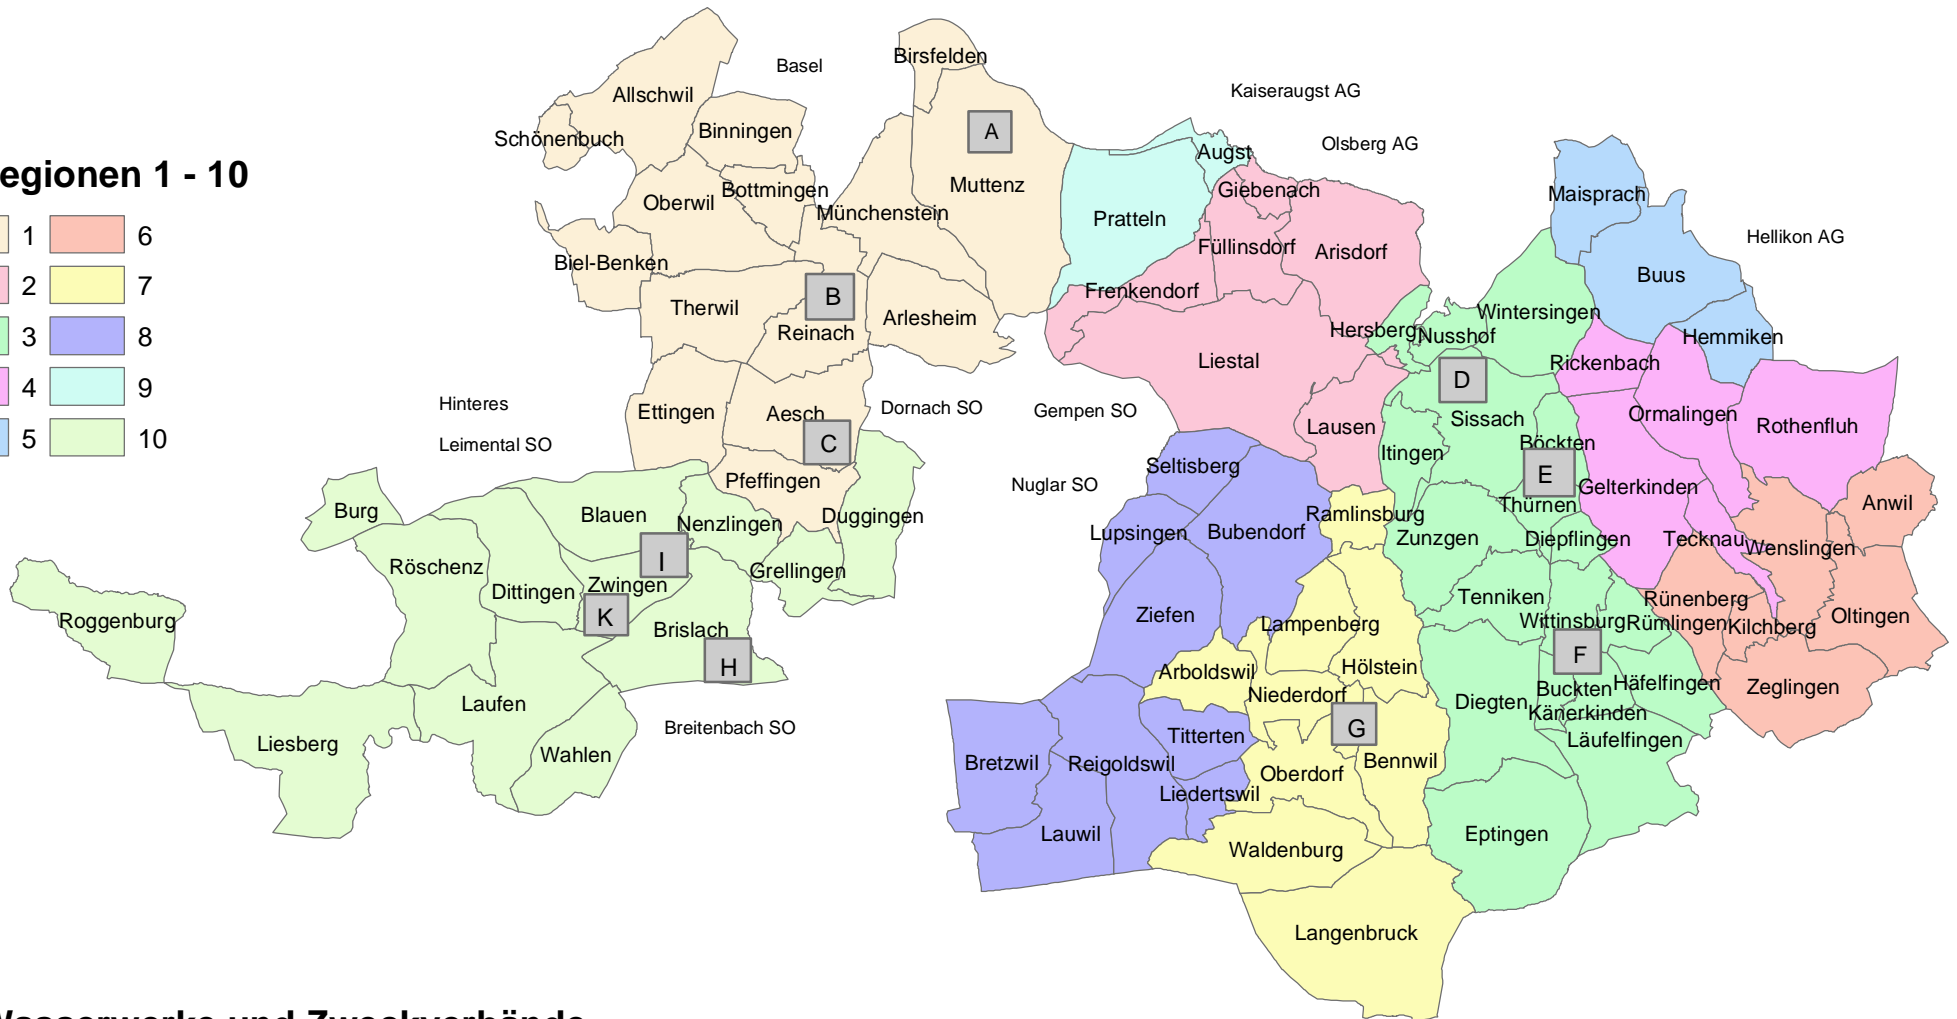 egionen 1 - 10
1
6
2
7
3
8
4
9
5
10
Basel
Birsfelden
Allschwil
Kaiseraugst AG
Schönenbuch
Binningen
A
Olsberg AG
Augst
Muttenz
Bottmingen
Giebenach
Maisprach
Oberwil
Münchenstein
Pratteln
Hellikon AG
Füllinsdorf
Arisdorf
Biel-Benken
Buus
Frenkendorf
B
Therwil
Arlesheim
Wintersingen
Reinach
Hersberg
Nusshof
Hemmiken
Liestal
Rickenbach
D
Hinteres
Ettingen
Aesch
Dornach SO
Gempen SO
Ormalingen
Sissach
Rothenfluh
Lausen
Leimental SO
C
Böckten
Itingen
Seltisberg
E
Pfeffingen
Nuglar SO
Gelterkinden
Burg
Blauen
Nenzlingen
Duggingen
Ramlinsburg
Thürnen
Anwil
Lupsingen
Bubendorf
Zunzgen
Diepflingen
Tecknau
Wenslingen
I
Röschenz
Grellingen
Dittingen
Zwingen
Tenniken
Rünenberg
Roggenburg
K
Ziefen
Oltingen
Brislach
Lampenberg
Wittinsburg
Rümlingen
Kilchberg
H
F
Arboldswil
Hölstein
Niederdorf
Buckten
Häfelfingen
Zeglingen
Laufen
Diegten
Känerkinden
Breitenbach SO
G
Liesberg
Wahlen
Titterten
Läufelfingen
Bretzwil
Reigoldswil
Bennwil
Oberdorf
Liedertswil
Lauwil
Eptingen
Waldenburg
Langenbruck
Wasserwerke und Zweckverbände